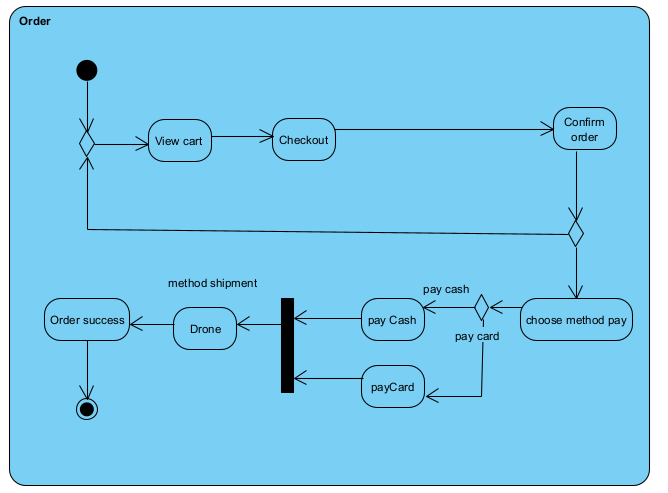 Order
View cart
Checkout
Confirm
order
method shipment
pay cash
Order success
Drone
pay Cash
choose method pay
pay card
payCard